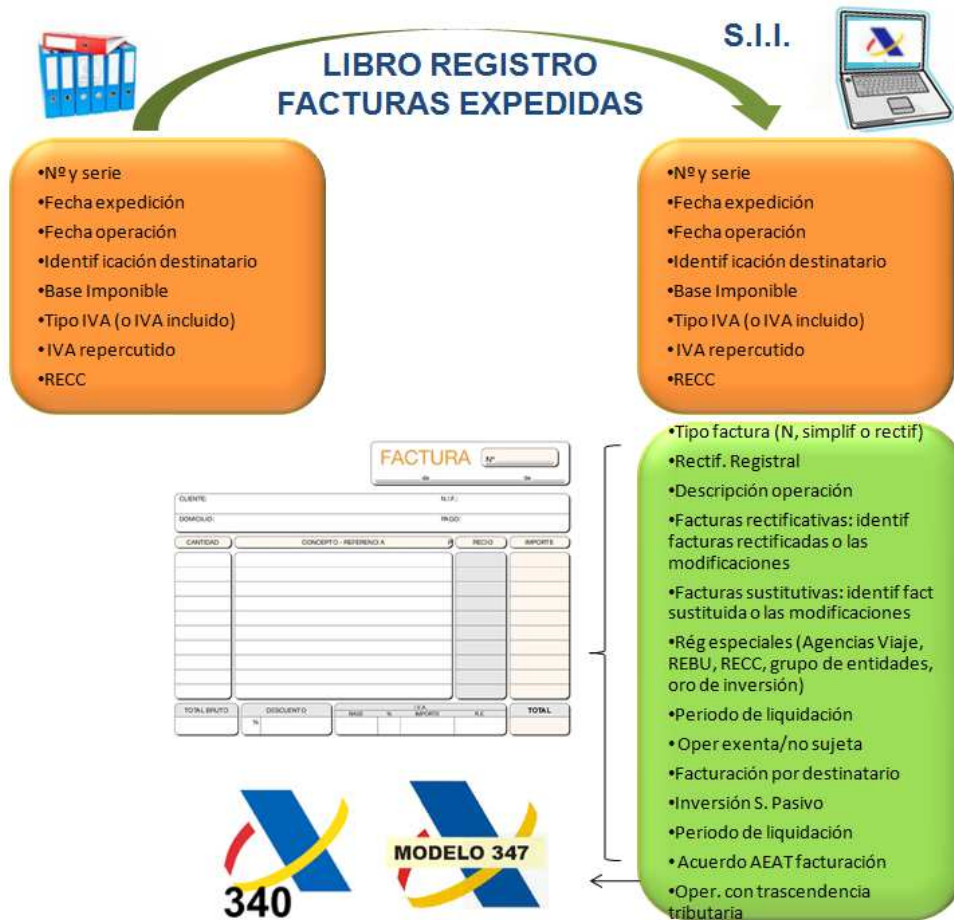 S.I.I.
LIBRO REGISTRO
FACTURAS EXPEDIDAS
•Nº y serie
•Fecha expedición
•Fecha operación
•Identif icación destinatario
•Base Imponible
•Tipo IVA (o IVA incluido)
•IVA repercutido
•RECC
•Nº y serie
•Fecha expedición
•Fecha operación
•Identif icación destinatario
•Base Imponible
•Tipo IVA (o IVA incluido)
•IVA repercutido
•RECC
FACTURA Nº
de de
CLIENTE: N.I.F.:
DOMICILIO: PAGO:
CANTIDAD CONCEPTO - REFERENCIA PRECIO IMPORTE
TOTAL BRUTO DESCUENTO I.V.A. TOTAL
% BASE % IMPORTE R.E.
•Tipo factura (N, simplif o rectif)
•Rectif. Registral
•Descripción operación
•Facturas rectificativas: identif
facturas rectificadas o las
modificaciones
•Facturas sustitutivas: identif fact
sustituida o las modificaciones
•Rég especiales (Agencias Viaje,
REBU, RECC, grupo de entidades,
oro de inversión)
•Periodo de liquidación
•Oper exenta/no sujeta
•Facturación por destinatario
•Inversión S. Pasivo
•Periodo de liquidación
•Acuerdo AEAT facturación
•Oper. con trascendencia
tributaria
340
MODELO 347